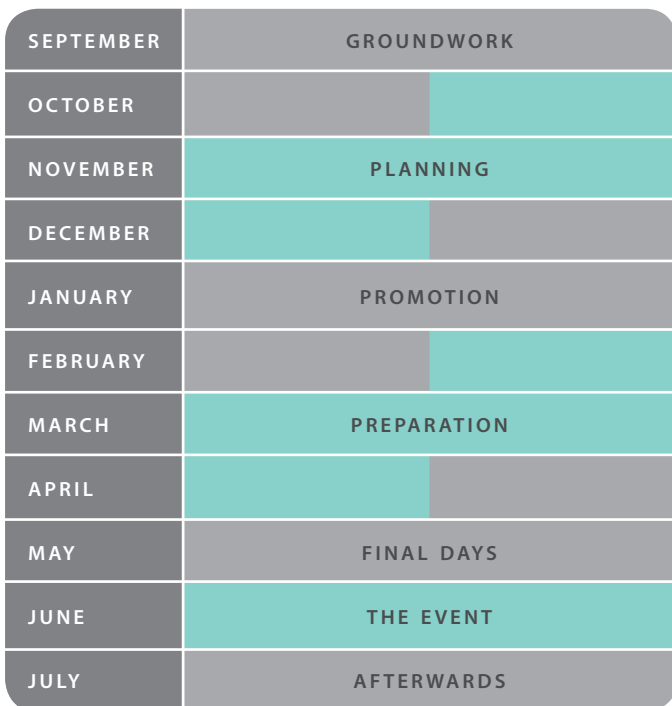 SEPTEMBER GROUNDWORK
OCTOBER
NOVEMBER PLANNING
DECEMBER
JANUARY PROMOTION
FEBRUARY
MARCH PREPARATION
APRIL
MAY FINAL DAYS
JUNE THE EVENT
JULY AFTERWARDS